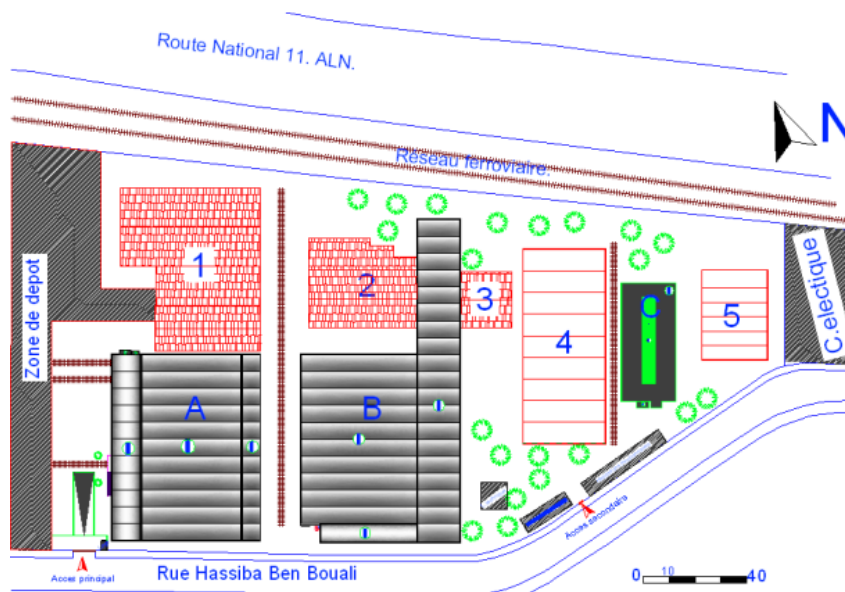 Route National 11. ALN.
N
Réseau ferroviaire.
1
2
3
4
C
5
Zone de depot
C.electique
A
B
Acces secondaire
Acces principal
Rue Hassiba Ben Bouali
0 10 40